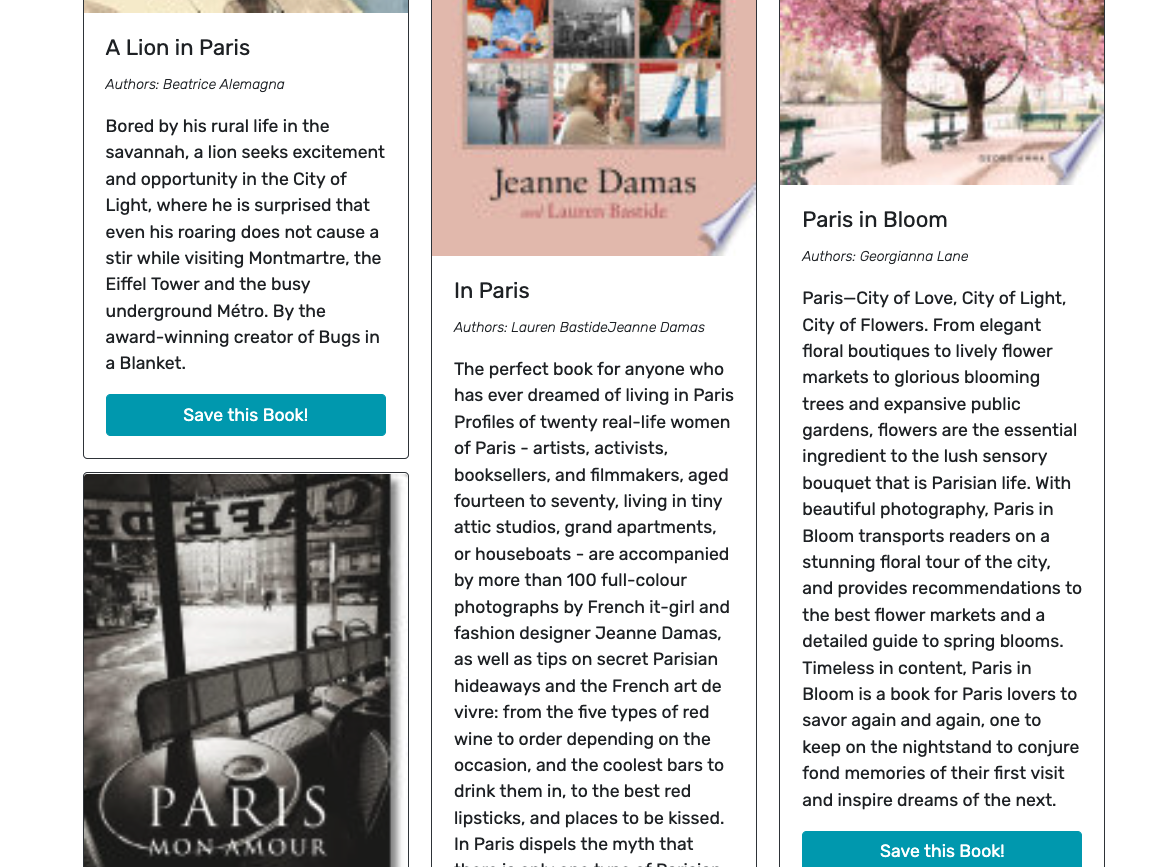 A Lion in Paris
Authors: Beatrice Alemagna
Bored by his rural life in the
savannah, a lion seeks excitement
and opportunity in the City of
Light, where he is surprised that
even his roaring does not cause a
stir while visiting Montmartre, the
Eiffel Tower and the busy
underground Métro. By the
award-winning creator of Bugs in
a Blanket.
Save this Book!
CAFÉ DE
PARIS
MON AMOUR
Jeanne Damas
and Lauren Bastide
In Paris
Authors: Lauren BastideJeanne Damas
The perfect book for anyone who
has ever dreamed of living in Paris
Profiles of twenty real-life women
of Paris - artists, activists,
booksellers, and filmmakers, aged
fourteen to seventy, living in tiny
attic studios, grand apartments,
or houseboats - are accompanied
by more than 100 full-colour
photographs by French it-girl and
fashion designer Jeanne Damas,
as well as tips on secret Parisian
hideaways and the French art de
vivre: from the five types of red
wine to order depending on the
occasion, and the coolest bars to
drink them in, to the best red
lipsticks, and places to be kissed.
In Paris dispels the myth that
there is only one type of Parisian
Paris in Bloom
Authors: Georgianna Lane
Paris—City of Love, City of Light,
City of Flowers. From elegant
floral boutiques to lively flower
markets to glorious blooming
trees and expansive public
gardens, flowers are the essential
ingredient to the lush sensory
bouquet that is Parisian life. With
beautiful photography, Paris in
Bloom transports readers on a
stunning floral tour of the city,
and provides recommendations to
the best flower markets and a
detailed guide to spring blooms.
Timeless in content, Paris in
Bloom is a book for Paris lovers to
savor again and again, one to
keep on the nightstand to conjure
fond memories of their first visit
and inspire dreams of the next.
Save this Book!